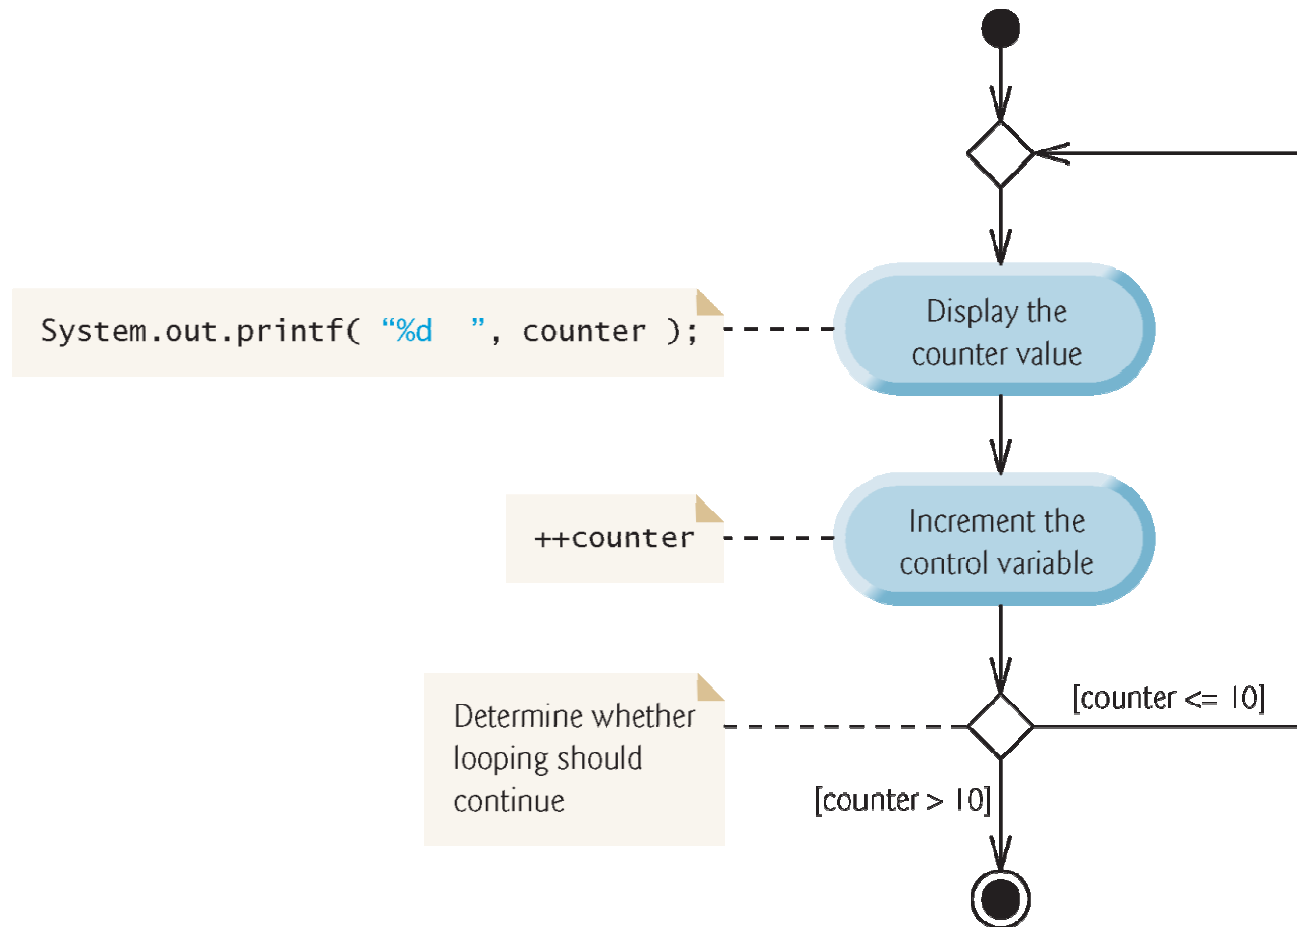 System.out.printf( “%d  ”, counter );
Display the
counter value
++counter
Increment the
control variable
Determine whether
looping should
continue
[counter <= 10]
[counter > 10]